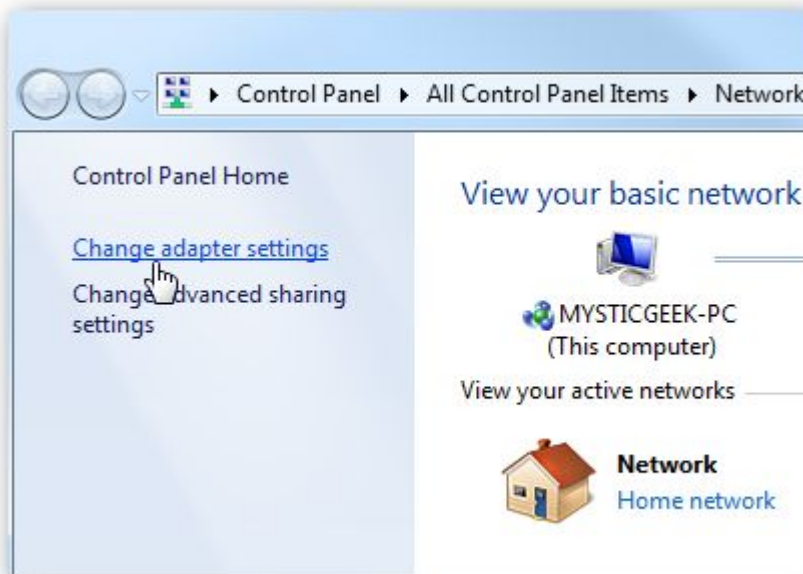 Control Panel All Control Panel Items Network
Control Panel Home
Change adapter settings
Change advanced sharing
settings
View your basic network
MYSTICGEEK-PC
(This computer)
View your active networks
Network
Home network